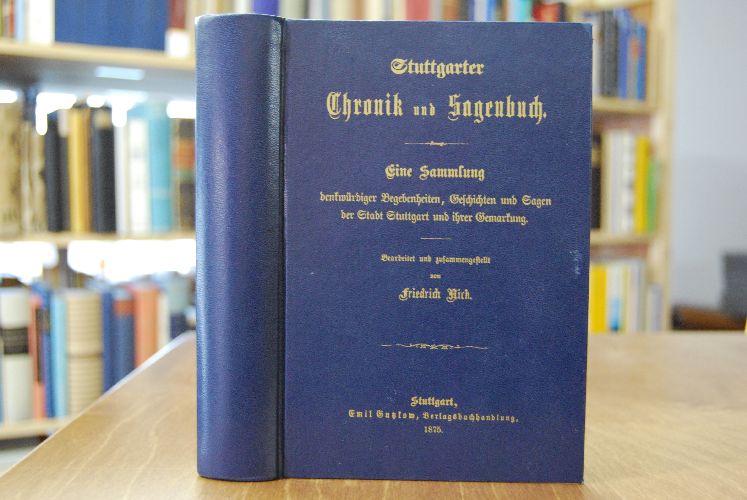 Stuttgarter
Chronik und Sagenbuch.
Eine Sammlung
denkwürdiger Begebenheiten, Geschichten und Sagen
der Stadt Stuttgart und ihrer Gemarkung.
Bearbeitet und zusammengestellt
von
Friedrich Nick.
Stuttgart,
Emil Gutzkow, Verlagsbuchhandlung,
1875.